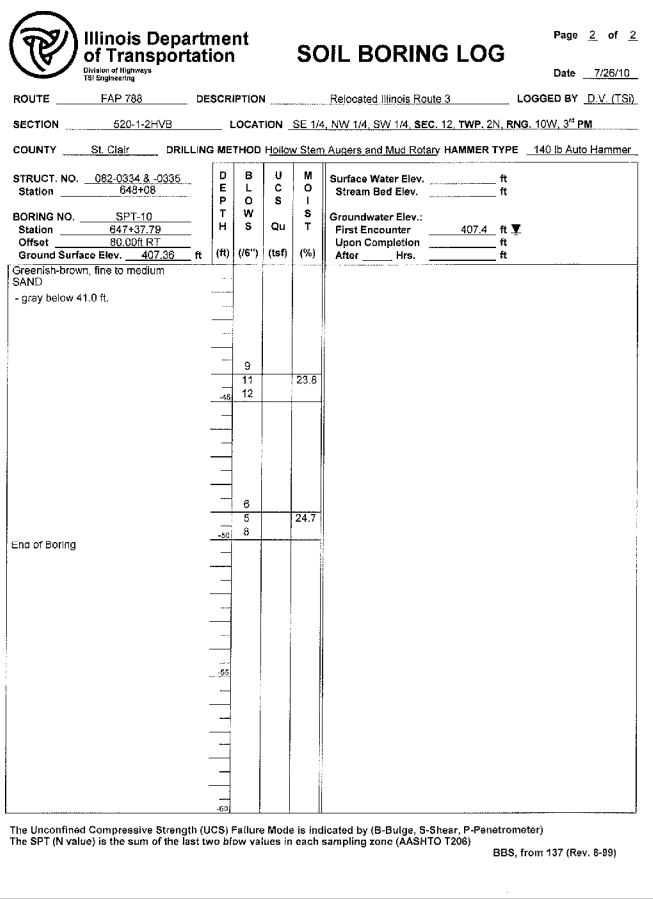 Illinois Department
of Transportation
Division of Highways
TSI Engineering
SOIL BORING LOG
Page 2 of 2
Date 7/26/10
ROUTE FAP 788 DESCRIPTION Relocated Illinois Route 3 LOGGED BY D.V. (TSi)
SECTION 520-1-2HVB LOCATION SE 1/4, NW 1/4, SW 1/4, SEC. 12, TWP. 2N, RNG. 10W, 3rd PM
COUNTY St. Clair DRILLING METHOD Hollow Stem Augers and Mud Rotary HAMMER TYPE 140 lb Auto Hammer
STRUCT. NO. 082-0334 & -0335
Station 648+08
BORING NO. SPT-10
Station 647+37.79
Offset 80.00ft RT
Ground Surface Elev. 407.36 ft
DEPTH (ft)
BLOWS (/6")
UCS Qu (tsf)
MOIST (%)
Surface Water Elev. ft
Stream Bed Elev. ft
Groundwater Elev.:
First Encounter 407.4 ft
Upon Completion ft
After Hrs. ft
Greenish-brown, fine to medium
SAND
- gray below 41.0 ft.
9
11 23.8
-45 12
6
5 24.7
-50 8
End of Boring
-55
-60
The Unconfined Compressive Strength (UCS) Failure Mode is indicated by (B-Bulge, S-Shear, P-Penetrometer)
The SPT (N value) is the sum of the last two blow values in each sampling zone (AASHTO T206)
BBS, from 137 (Rev. 8-99)